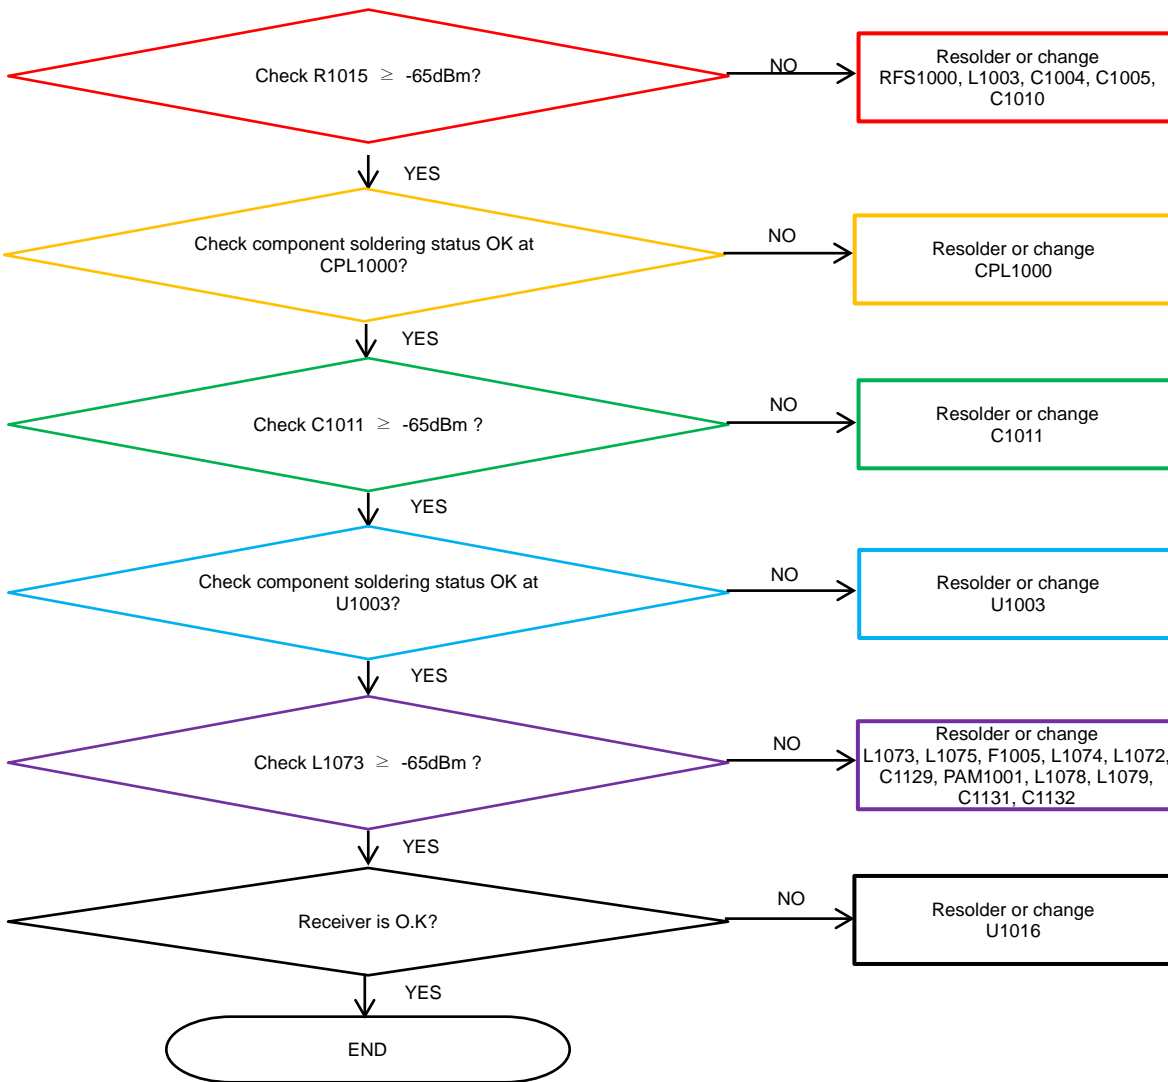 Check R1015 ≥ -65dBm?
NO
Resolder or change
RFS1000, L1003, C1004, C1005,
C1010
YES
Check component soldering status OK at
CPL1000?
NO
Resolder or change
CPL1000
YES
Check C1011 ≥ -65dBm ?
NO
Resolder or change
C1011
YES
Check component soldering status OK at
U1003?
NO
Resolder or change
U1003
YES
Check L1073 ≥ -65dBm ?
NO
Resolder or change
L1073, L1075, F1005, L1074, L1072,
C1129, PAM1001, L1078, L1079,
C1131, C1132
YES
Receiver is O.K?
NO
Resolder or change
U1016
YES
END